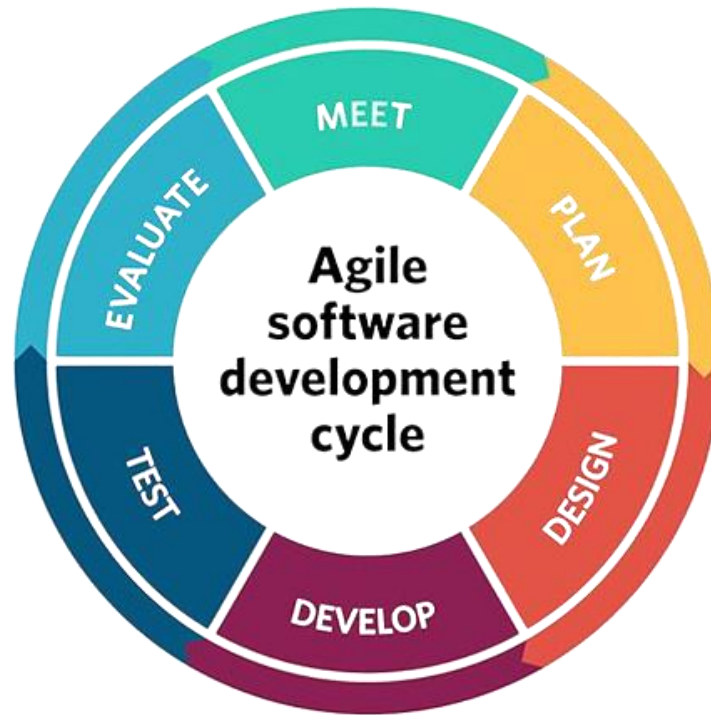 MEET
PLAN
DESIGN
DEVELOP
TEST
EVALUATE
Agile
software
development
cycle